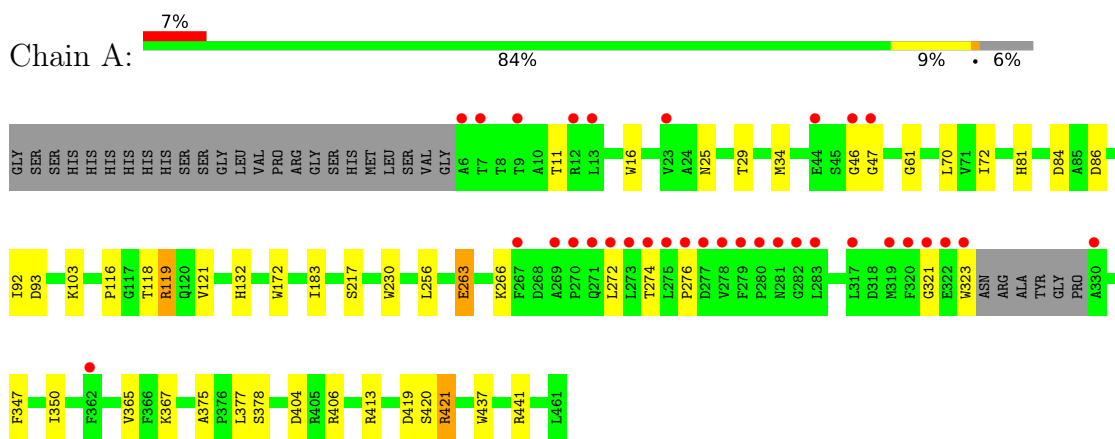 7%
Chain A:
84% 9% • 6%
GLY SER SER HIS HIS HIS HIS HIS HIS SER SER GLY LEU VAL PRO ARG GLY SER HIS MET LEU SER VAL GLY A6 T7 T8 T9 A10 T11 R12 L13 W16 V23 A24 N25 T29 M34 E44 S45 G46 G47 G61 L70 V71 I72 H81 D84 A85 D86
I92 D93 K103 P116 G117 T118 R119 Q120 V121 H132 W172 I183 S217 W230 L256 E263 K266 F267 D268 A269 P270 Q271 L272 L273 T274 L275 P276 D277 V278 F279 P280 N281 G282 L283 L317 D318 M319 F320 G321 E322 W323 ASN ARG ALA TYR GLY PRO A330
F347 I350 F362 V365 F366 K367 A375 P376 L377 S378 D404 R405 R406 R413 D419 S420 R421 W437 R441 L461